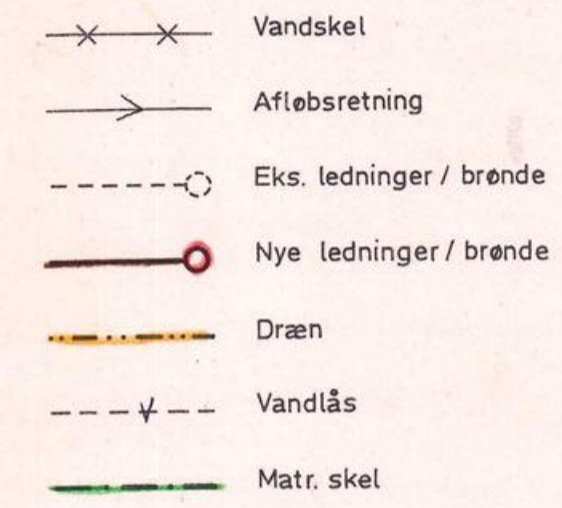 Vandskel
Afløbsretning
Eks. ledninger / brønde
Nye ledninger / brønde
Dræn
Vandlås
Matr. skel